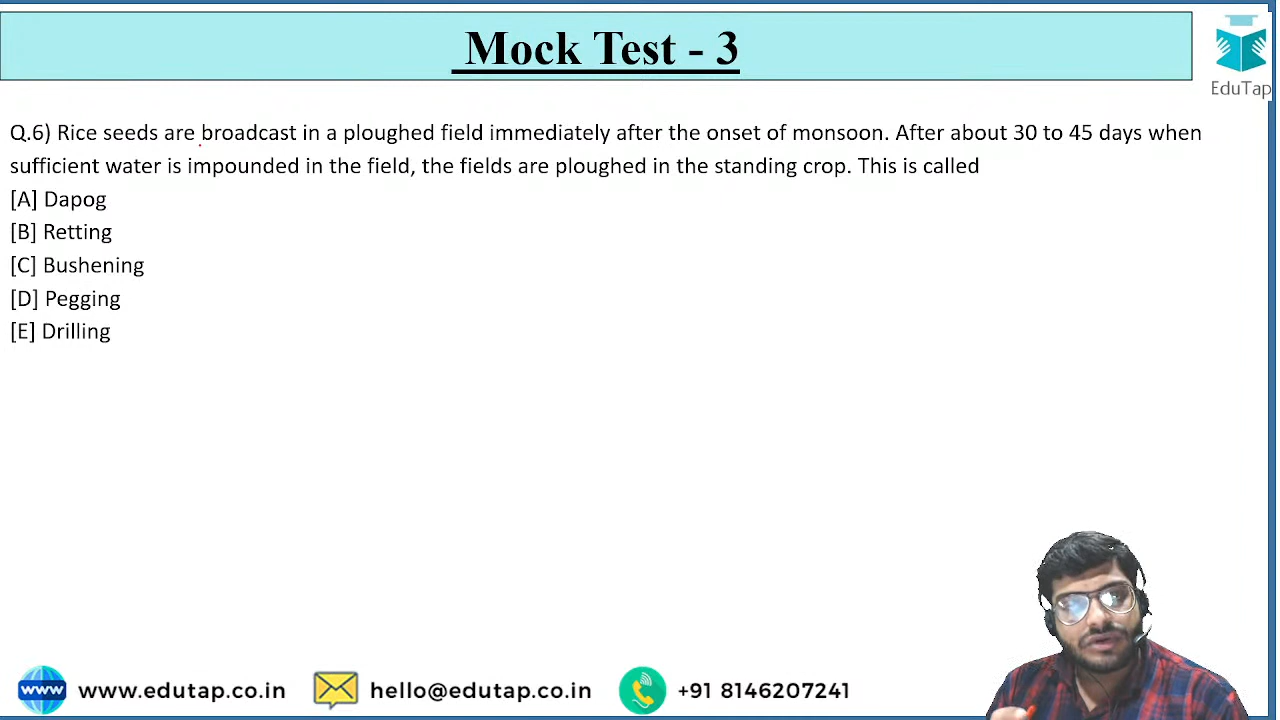 Mock Test - 3
EduTap
Q.6) Rice seeds are broadcast in a ploughed field immediately after the onset of monsoon. After about 30 to 45 days when
sufficient water is impounded in the field, the fields are ploughed in the standing crop. This is called
[A] Dapog
[B] Retting
[C] Bushening
[D] Pegging
[E] Drilling
www www.edutap.co.in hello@edutap.co.in +91 8146207241